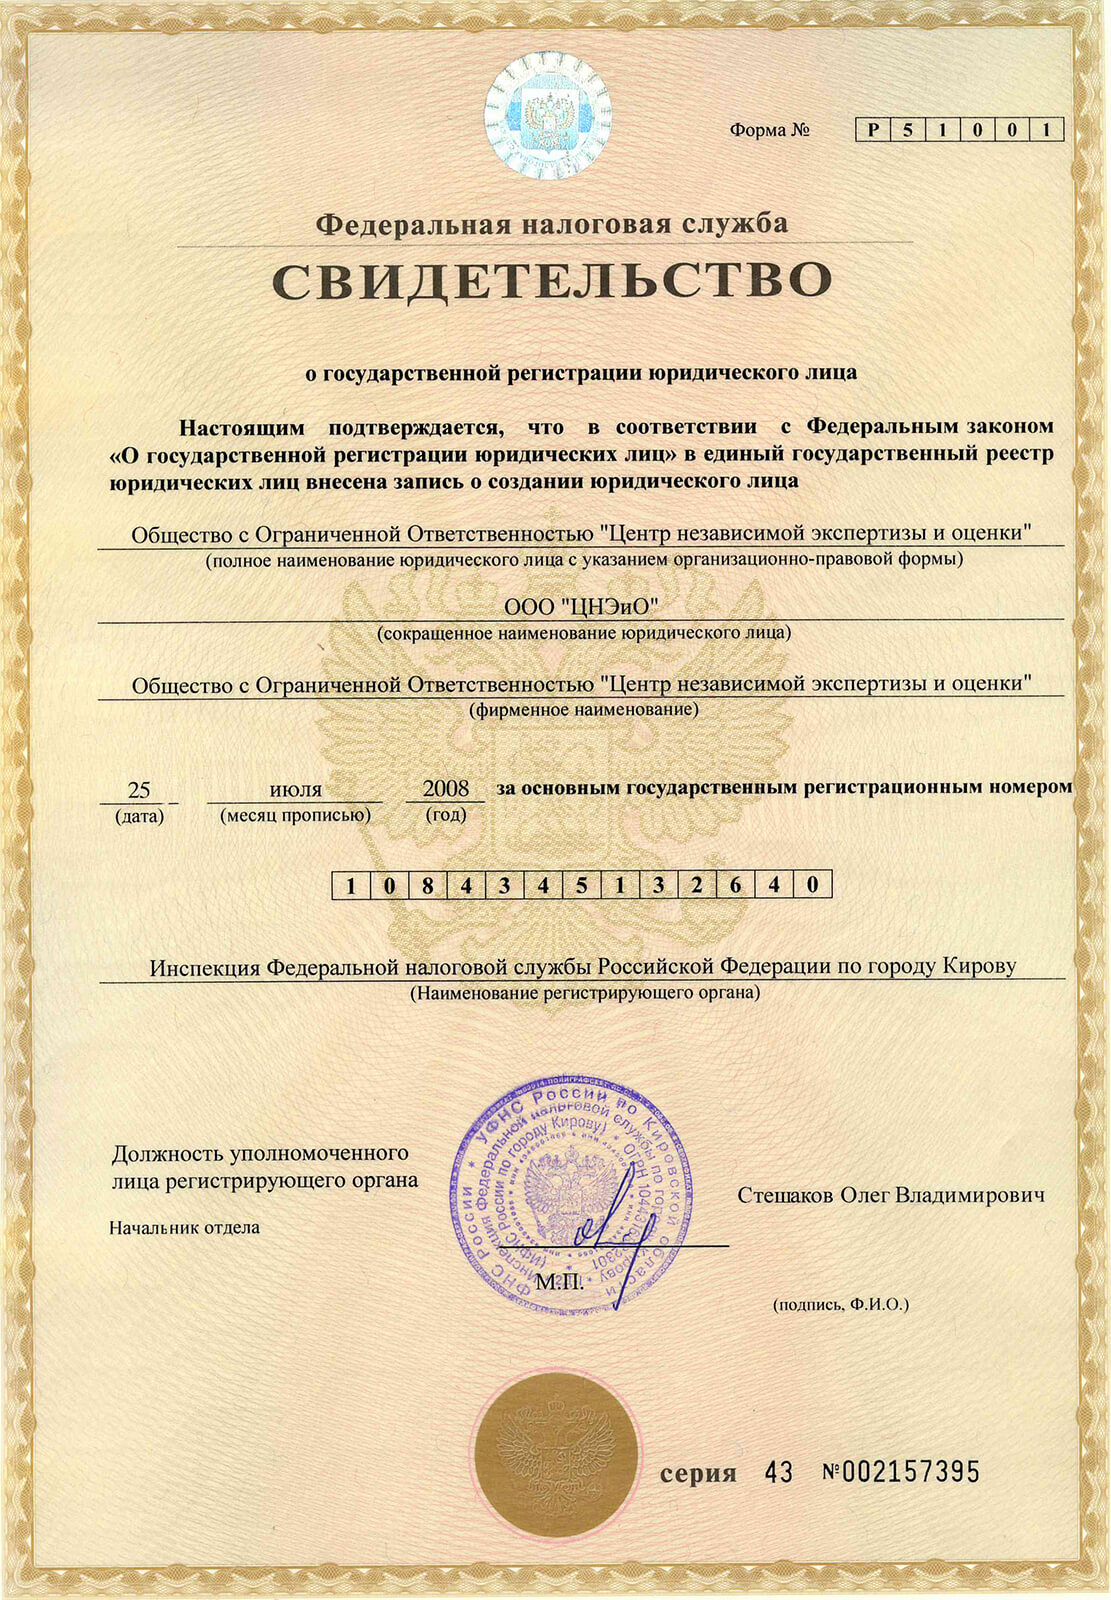 Форма №
Р 5 1 0 0 1
Федеральная налоговая служба
СВИДЕТЕЛЬСТВО
о государственной регистрации юридического лица
Настоящим подтверждается, что в соответствии с Федеральным законом
«О государственной регистрации юридических лиц» в единый государственный реестр
юридических лиц внесена запись о создании юридического лица
Общество с Ограниченной Ответственностью "Центр независимой экспертизы и оценки"
(полное наименование юридического лица с указанием организационно-правовой формы)
ООО "ЦНЭиО"
(сокращенное наименование юридического лица)
Общество с Ограниченной Ответственностью "Центр независимой экспертизы и оценки"
(фирменное наименование)
25 июля 2008 за основным государственным регистрационным номером
(дата) (месяц прописью) (год)
1 0 8 4 3 4 5 1 3 2 6 4 0
Инспекция Федеральной налоговой службы Российской Федерации по городу Кирову
(Наименование регистрирующего органа)
Должность уполномоченного
лица регистрирующего органа
Начальник отдела
Стешаков Олег Владимирович
(подпись, Ф.И.О.)
М.П.
ФНС России * УФНС России по Кировской области
Инспекция Федеральной налоговой службы по городу Кирову
(ИФНС России по городу Кирову)
серия 43 №002157395